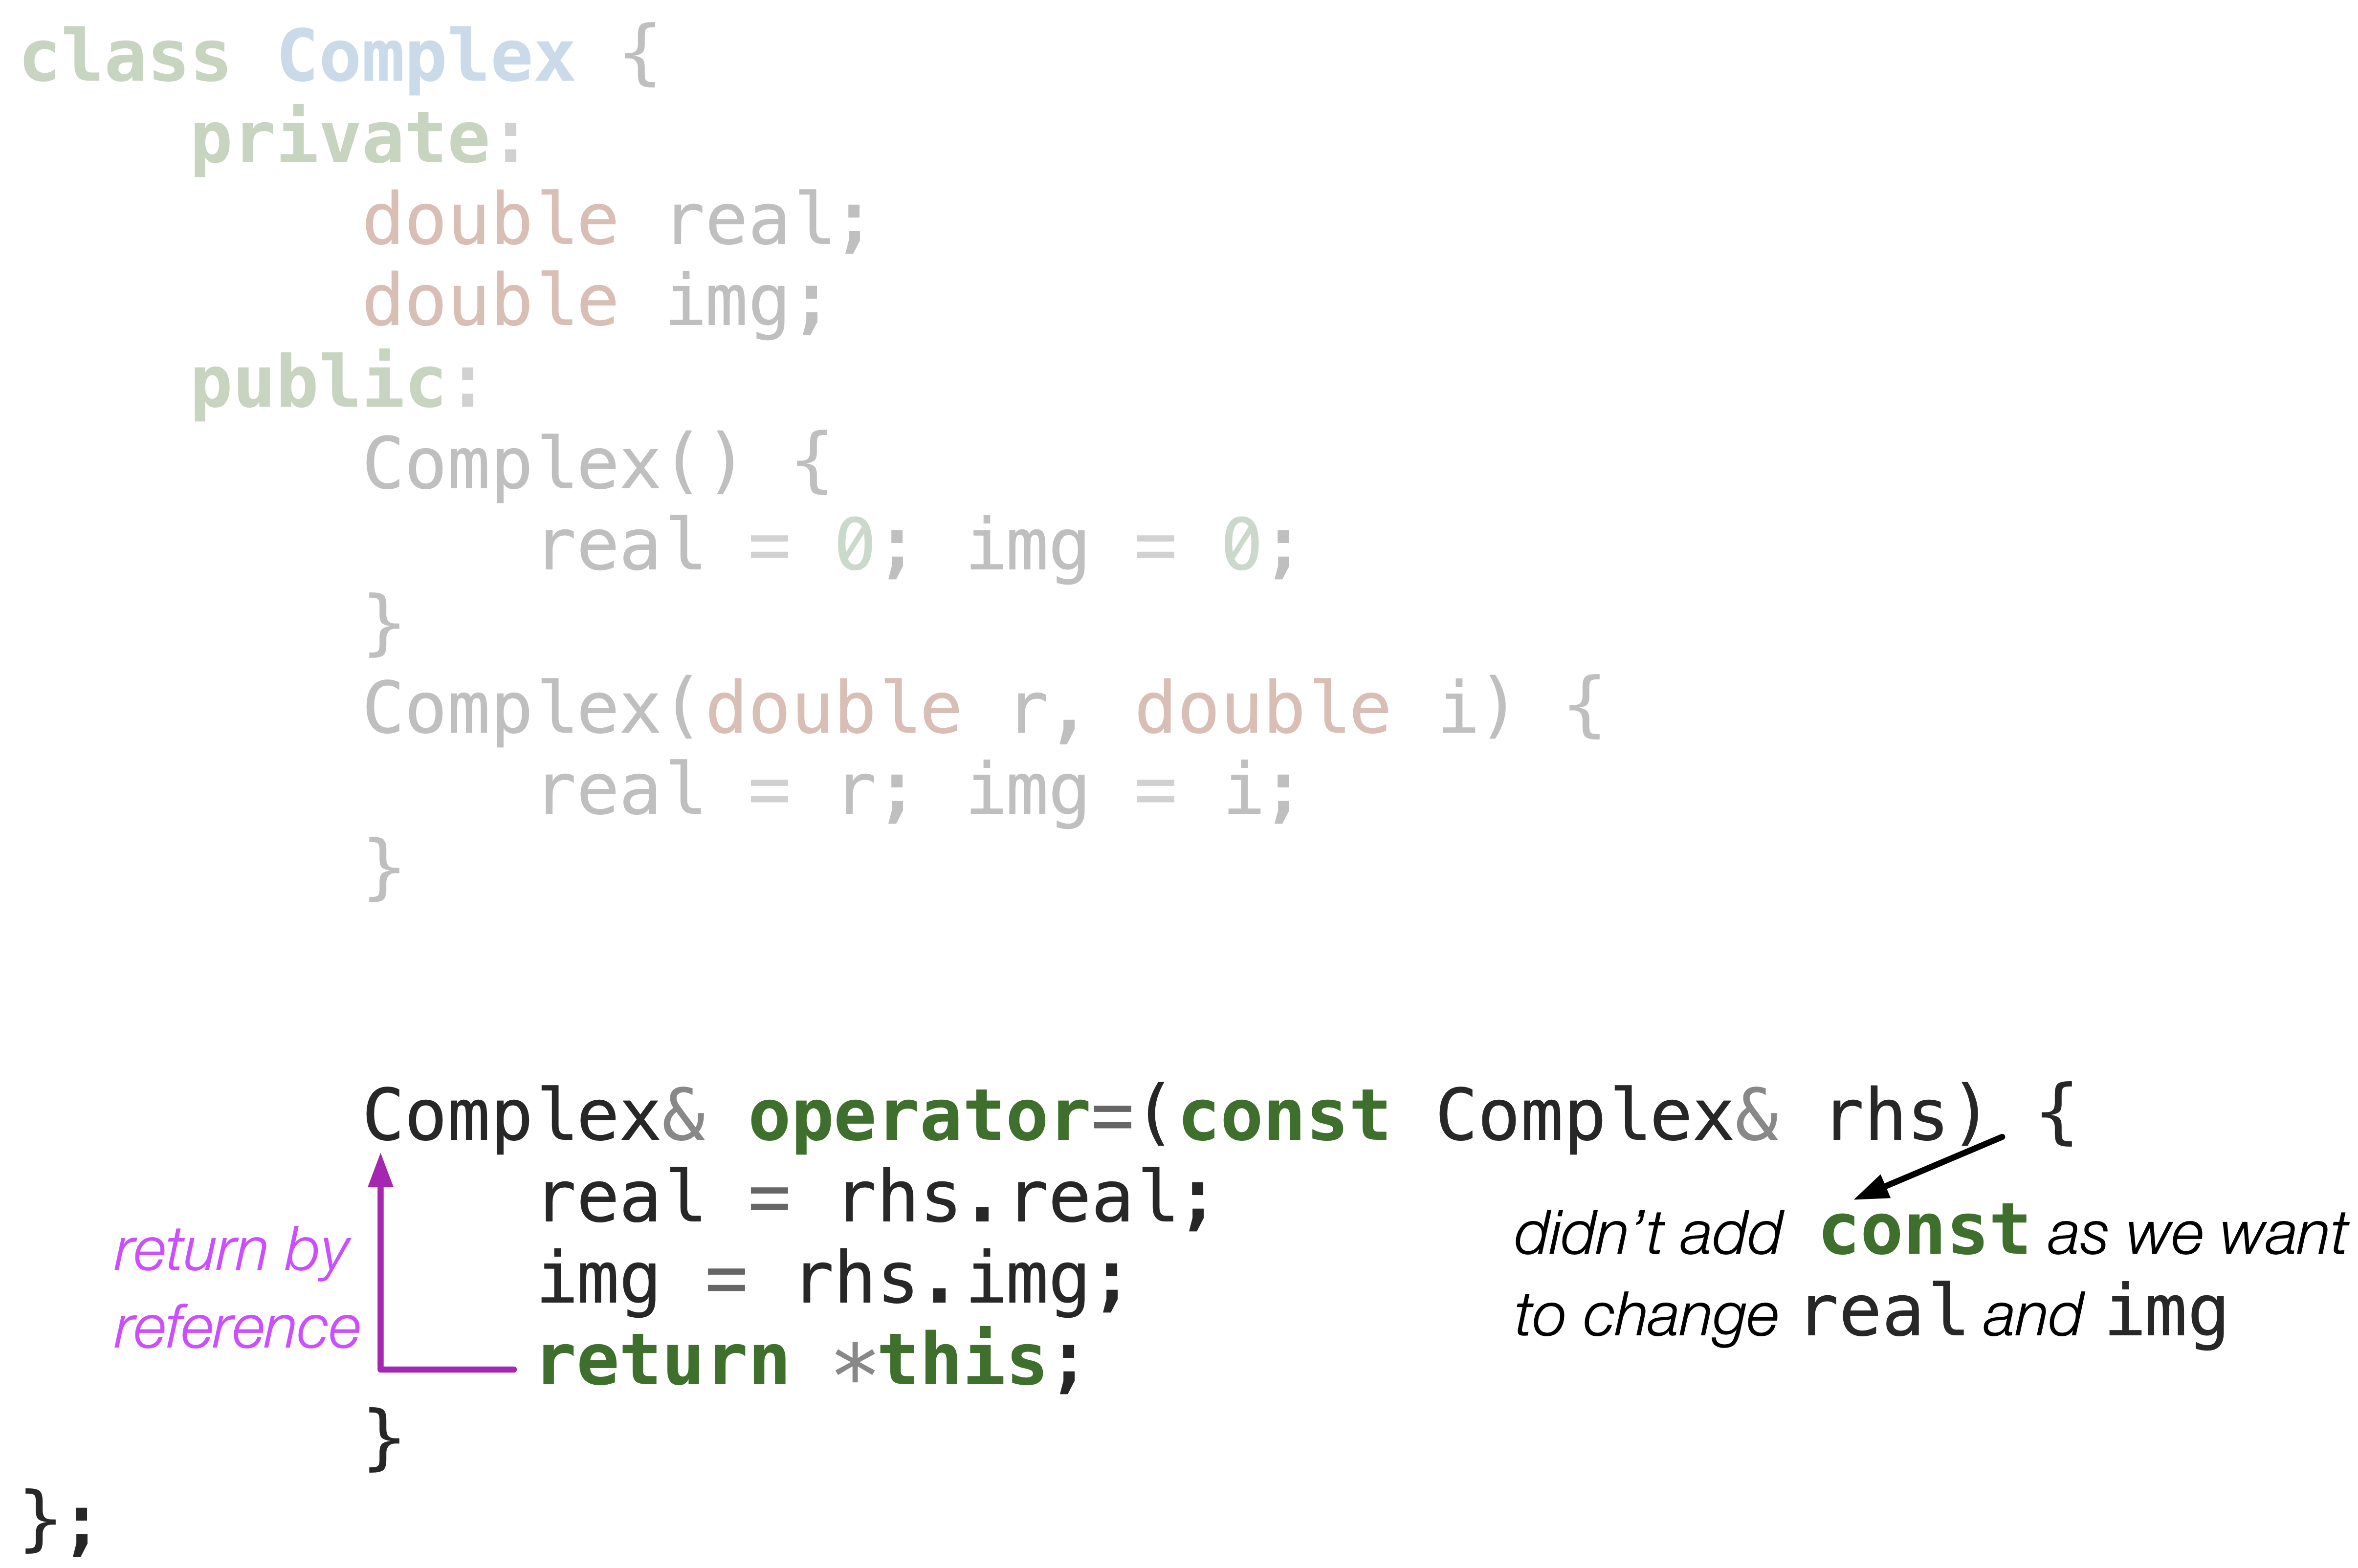 class Complex {
private:
double real;
double img;
public:
Complex() {
real = 0; img = 0;
}
Complex(double r, double i) {
real = r; img = i;
}
Complex& operator=(const Complex& rhs) {
real = rhs.real;
img = rhs.img;
return *this;
}
};
return by
reference
didn’t add const as we want
to change real and img